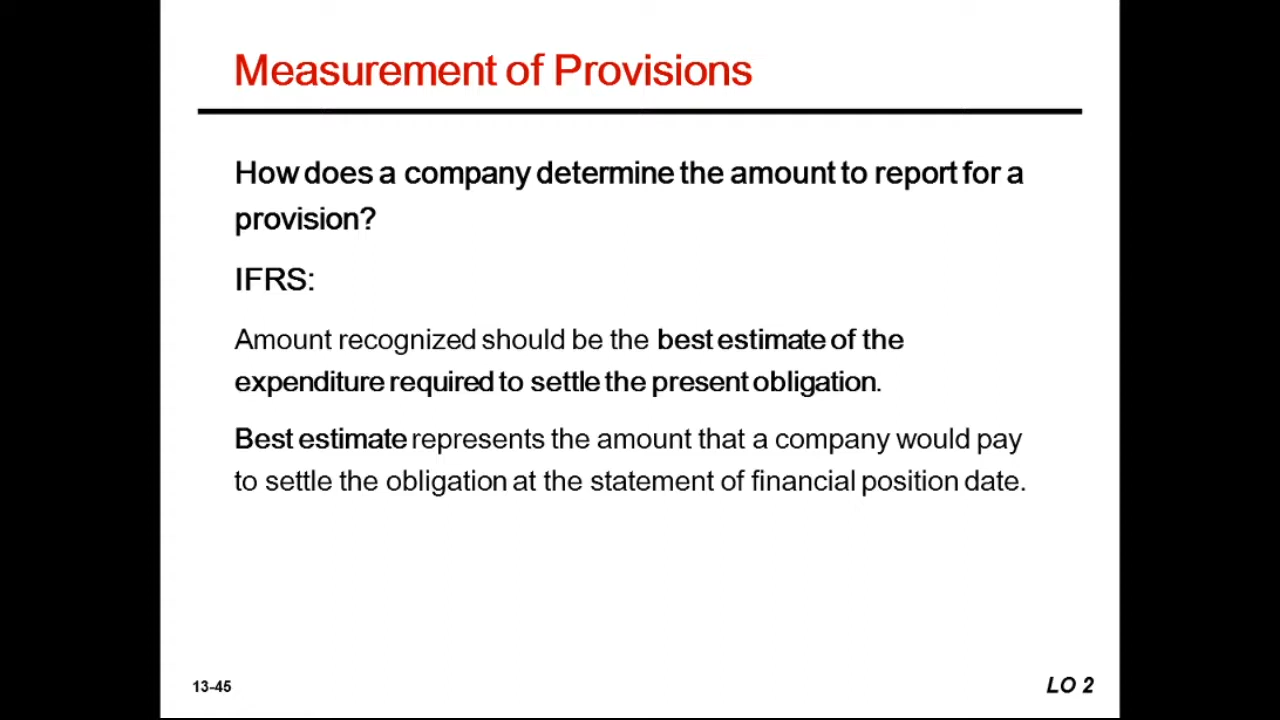 Measurement of Provisions
How does a company determine the amount to report for a
provision?
IFRS:
Amount recognized should be the best estimate of the
expenditure required to settle the present obligation.
Best estimate represents the amount that a company would pay
to settle the obligation at the statement of financial position date.
13-45
LO 2